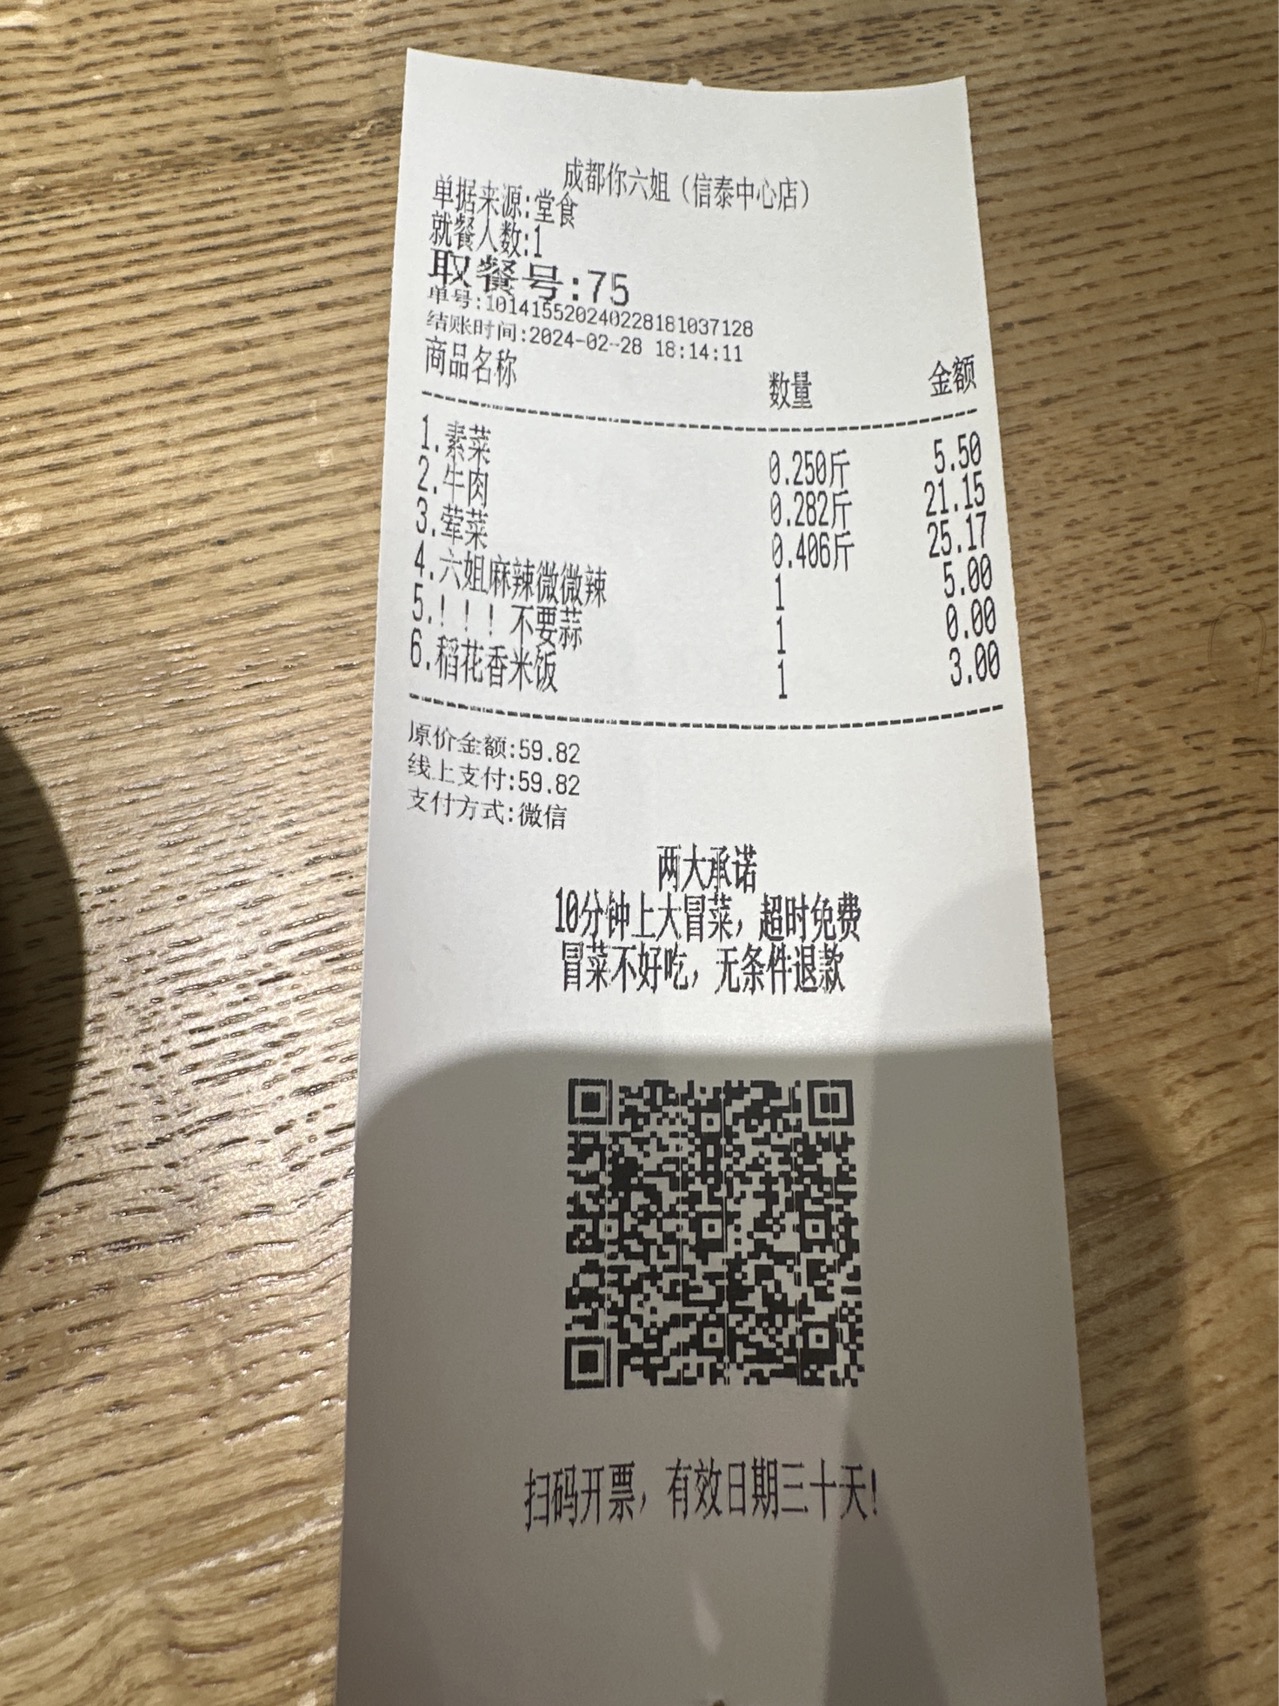 成都你六姐（信泰中心店）
单据来源:堂食
就餐人数:1
取餐号:75
单号:101415520240228181037128
结账时间:2024-02-28 18:14:11
商品名称 数量 金额
1.素菜 0.250斤 5.50
2.牛肉 0.282斤 21.15
3.荤菜 0.406斤 25.17
4.六姐麻辣微微辣 1 5.00
5.！！！不要蒜 1 0.00
6.稻花香米饭 1 3.00
原价金额:59.82
线上支付:59.82
支付方式:微信
两大承诺
10分钟上大冒菜，超时免费
冒菜不好吃，无条件退款
扫码开票，有效日期三十天!